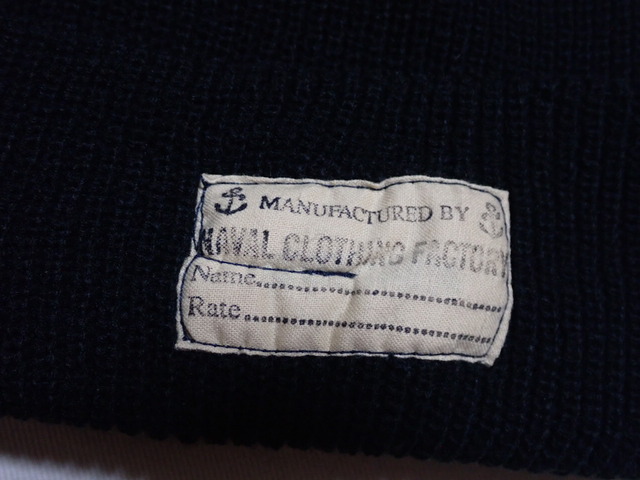 MANUFACTURED BY
NAVAL CLOTHING FACTORY
Name..............................
Rate..............................